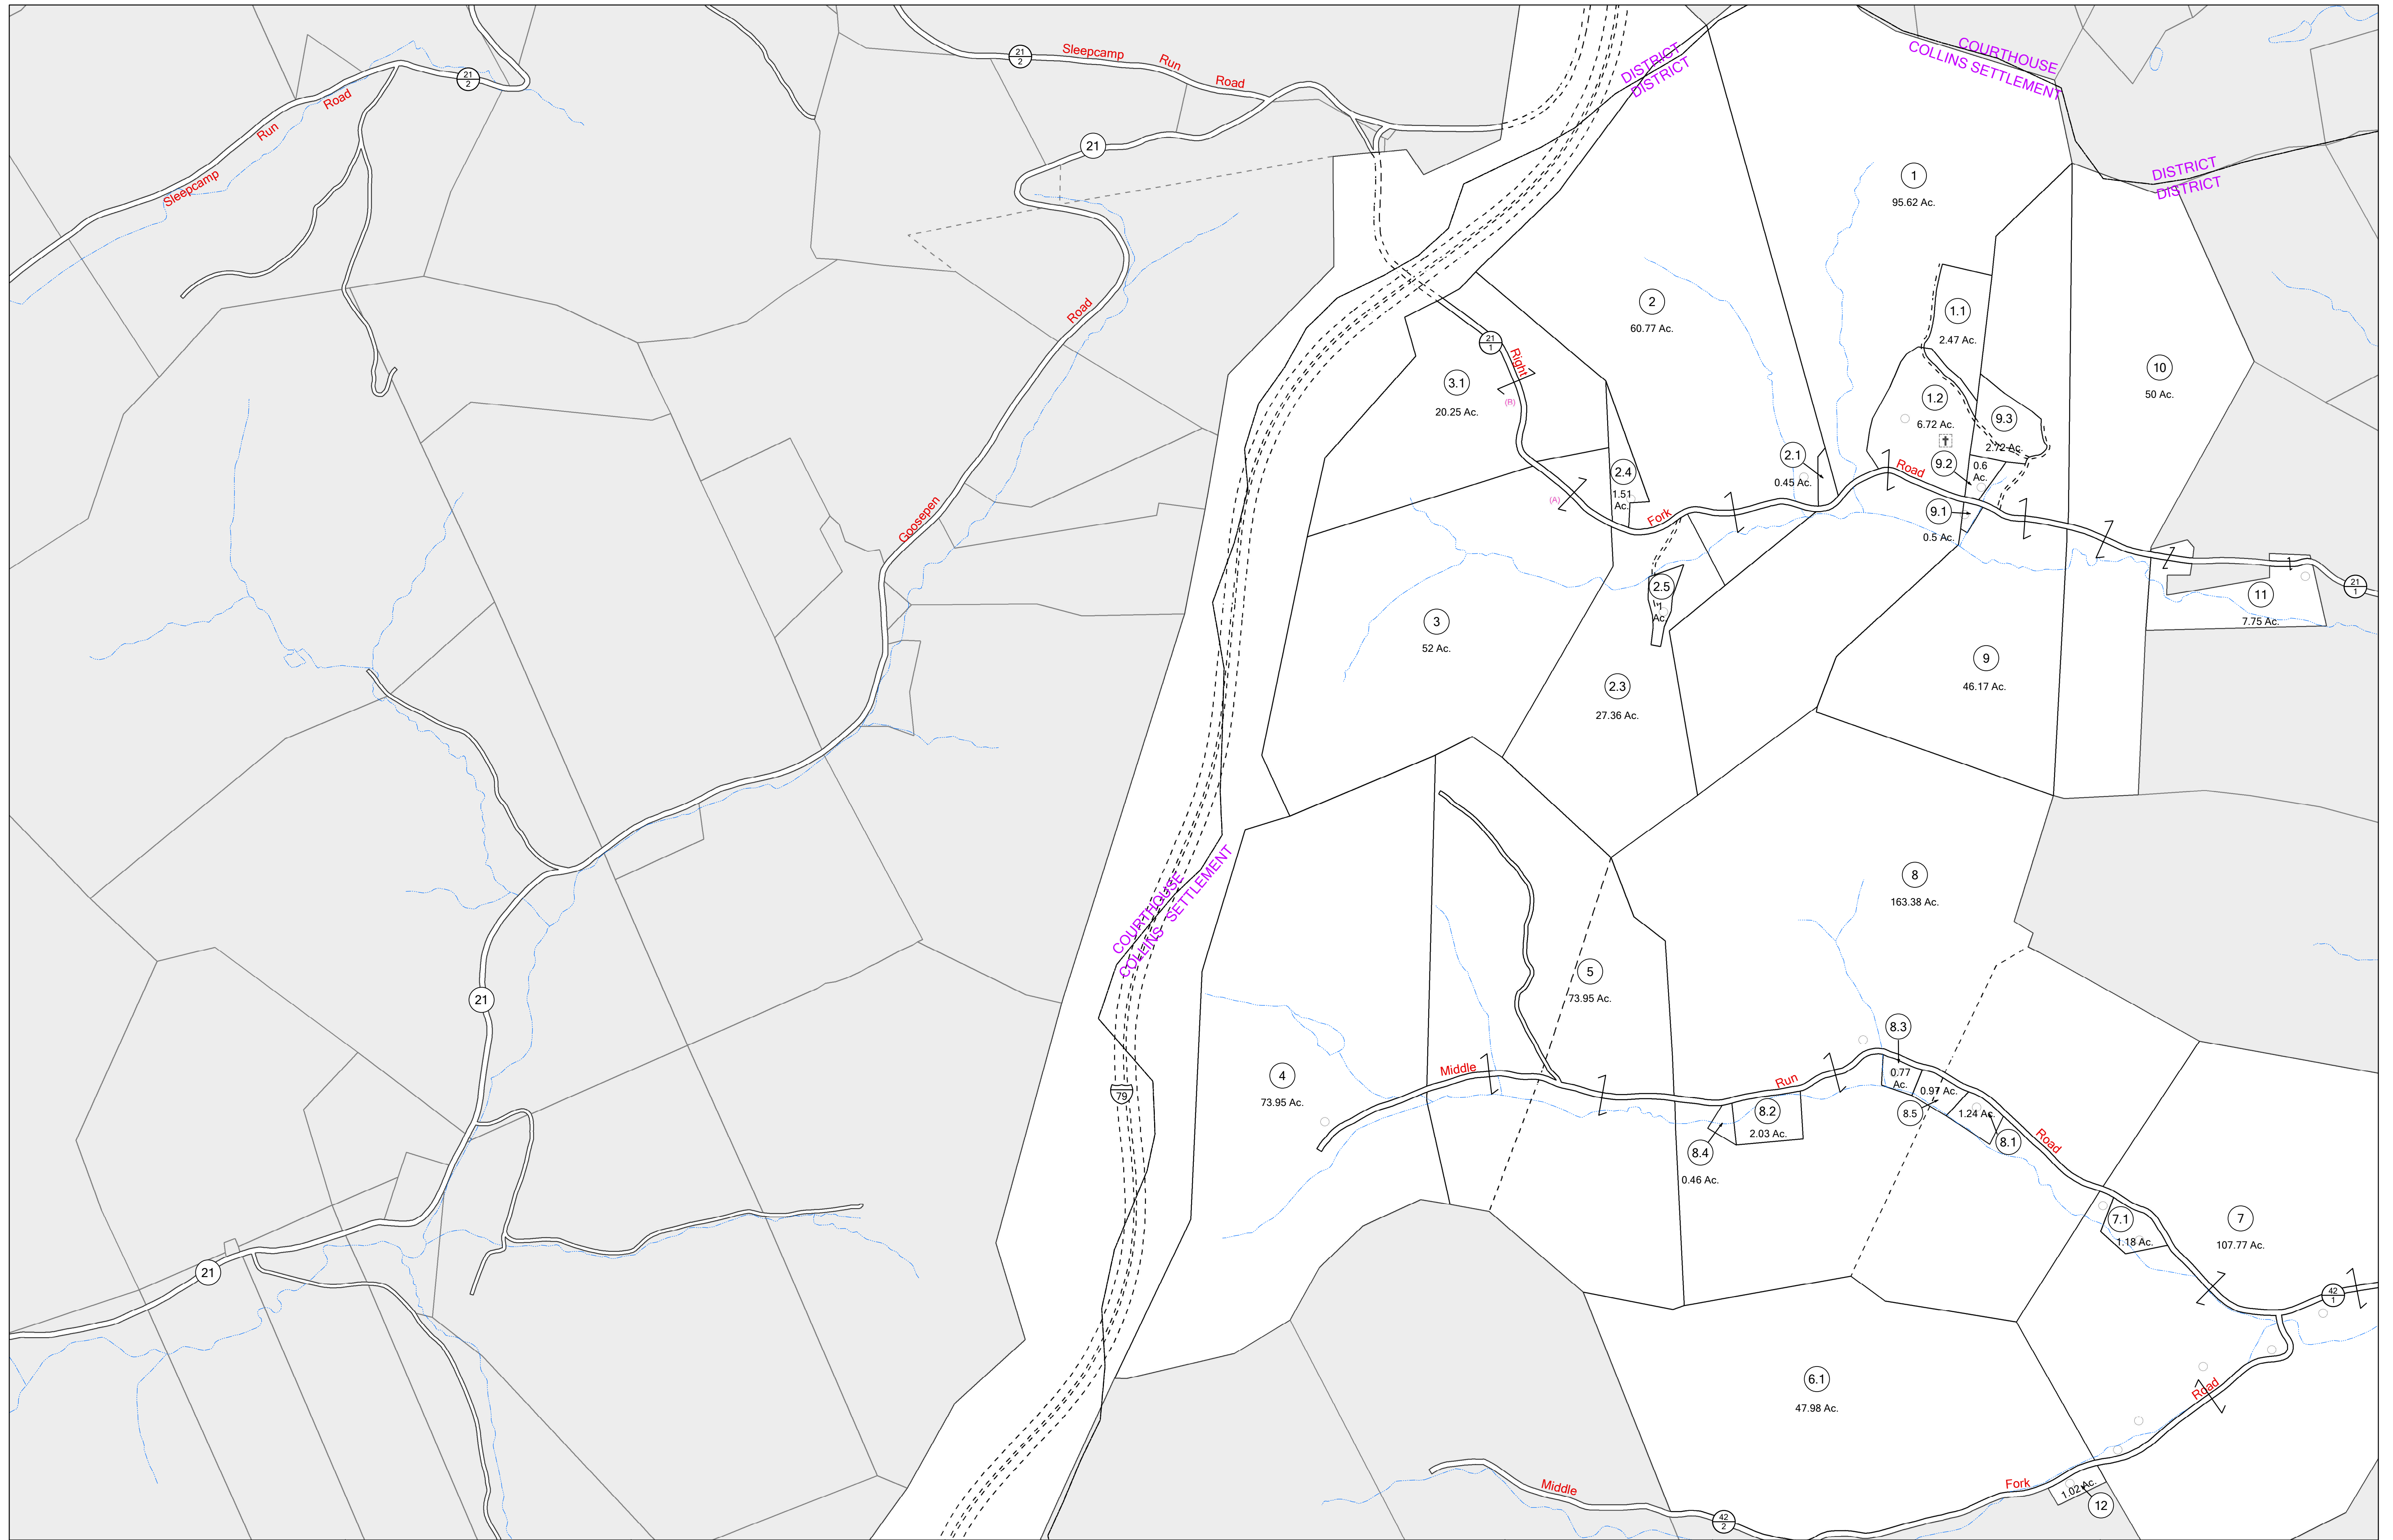 Sleepcamp
Run
Road
21
2
DISTRICT
DISTRICT
COURTHOUSE
COLLINS SETTLEMENT
Sleepcamp
Run
Road
21
2
21
DISTRICT
DISTRICT
1
95.62 Ac.
2
60.77 Ac.
1.1
2.47 Ac.
21
1
Right
3.1
20.25 Ac.
(B)
10
50 Ac.
1.2
6.72 Ac.
9.3
2.72 Ac.
Road
Goosepen
2.1
0.45 Ac.
9.2
0.6
Ac.
Road
2.4
1.51
Ac.
(A)
Fork
9.1
0.5 Ac.
2.5
1
Ac.
11
7.75 Ac.
21
1
3
52 Ac.
2.3
27.36 Ac.
9
46.17 Ac.
8
163.38 Ac.
COURTHOUSE
COLLINS SETTLEMENT
5
73.95 Ac.
21
79
4
73.95 Ac.
Middle
Run
8.3
0.77
Ac.
0.97 Ac.
8.5
1.24 Ac.
8.1
Road
8.2
2.03 Ac.
8.4
0.46 Ac.
7.1
1.18 Ac.
7
107.77 Ac.
21
42
1
6.1
47.98 Ac.
Road
Middle
Fork
1.02 Ac.
12
42
2